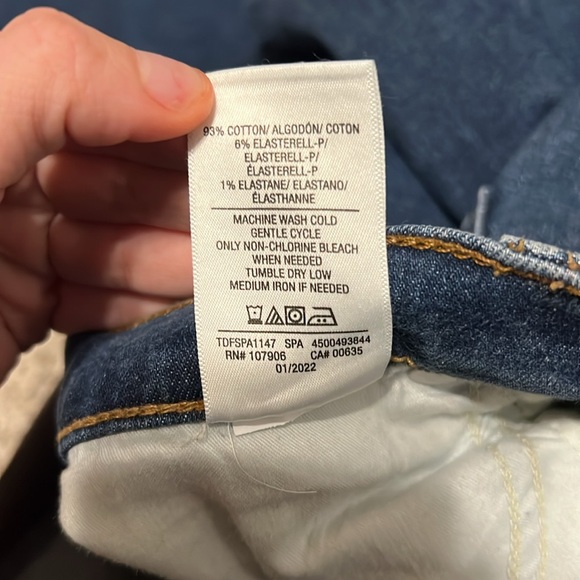 93% COTTON/ ALGODÓN/ COTON
6% ELASTERELL-P/
ELASTERELL-P/
ÉLASTERELL-P
1% ELASTANE/ ELASTANO/
ÉLASTHANNE
MACHINE WASH COLD
GENTLE CYCLE
ONLY NON-CHLORINE BLEACH
WHEN NEEDED
TUMBLE DRY LOW
MEDIUM IRON IF NEEDED
TDFSPA1147 SPA 4500493844
RN# 107906 CA# 00635
01/2022